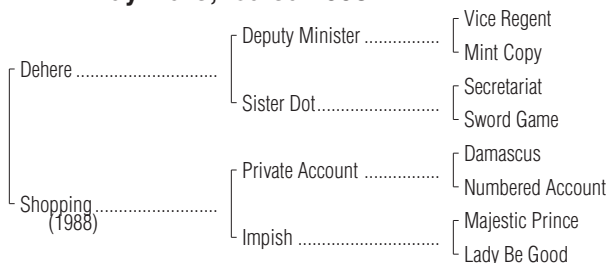 Dehere
Shopping
(1988)
Deputy Minister
Sister Dot
Private Account
Impish
Vice Regent
Mint Copy
Secretariat
Sword Game
Damascus
Numbered Account
Majestic Prince
Lady Be Good